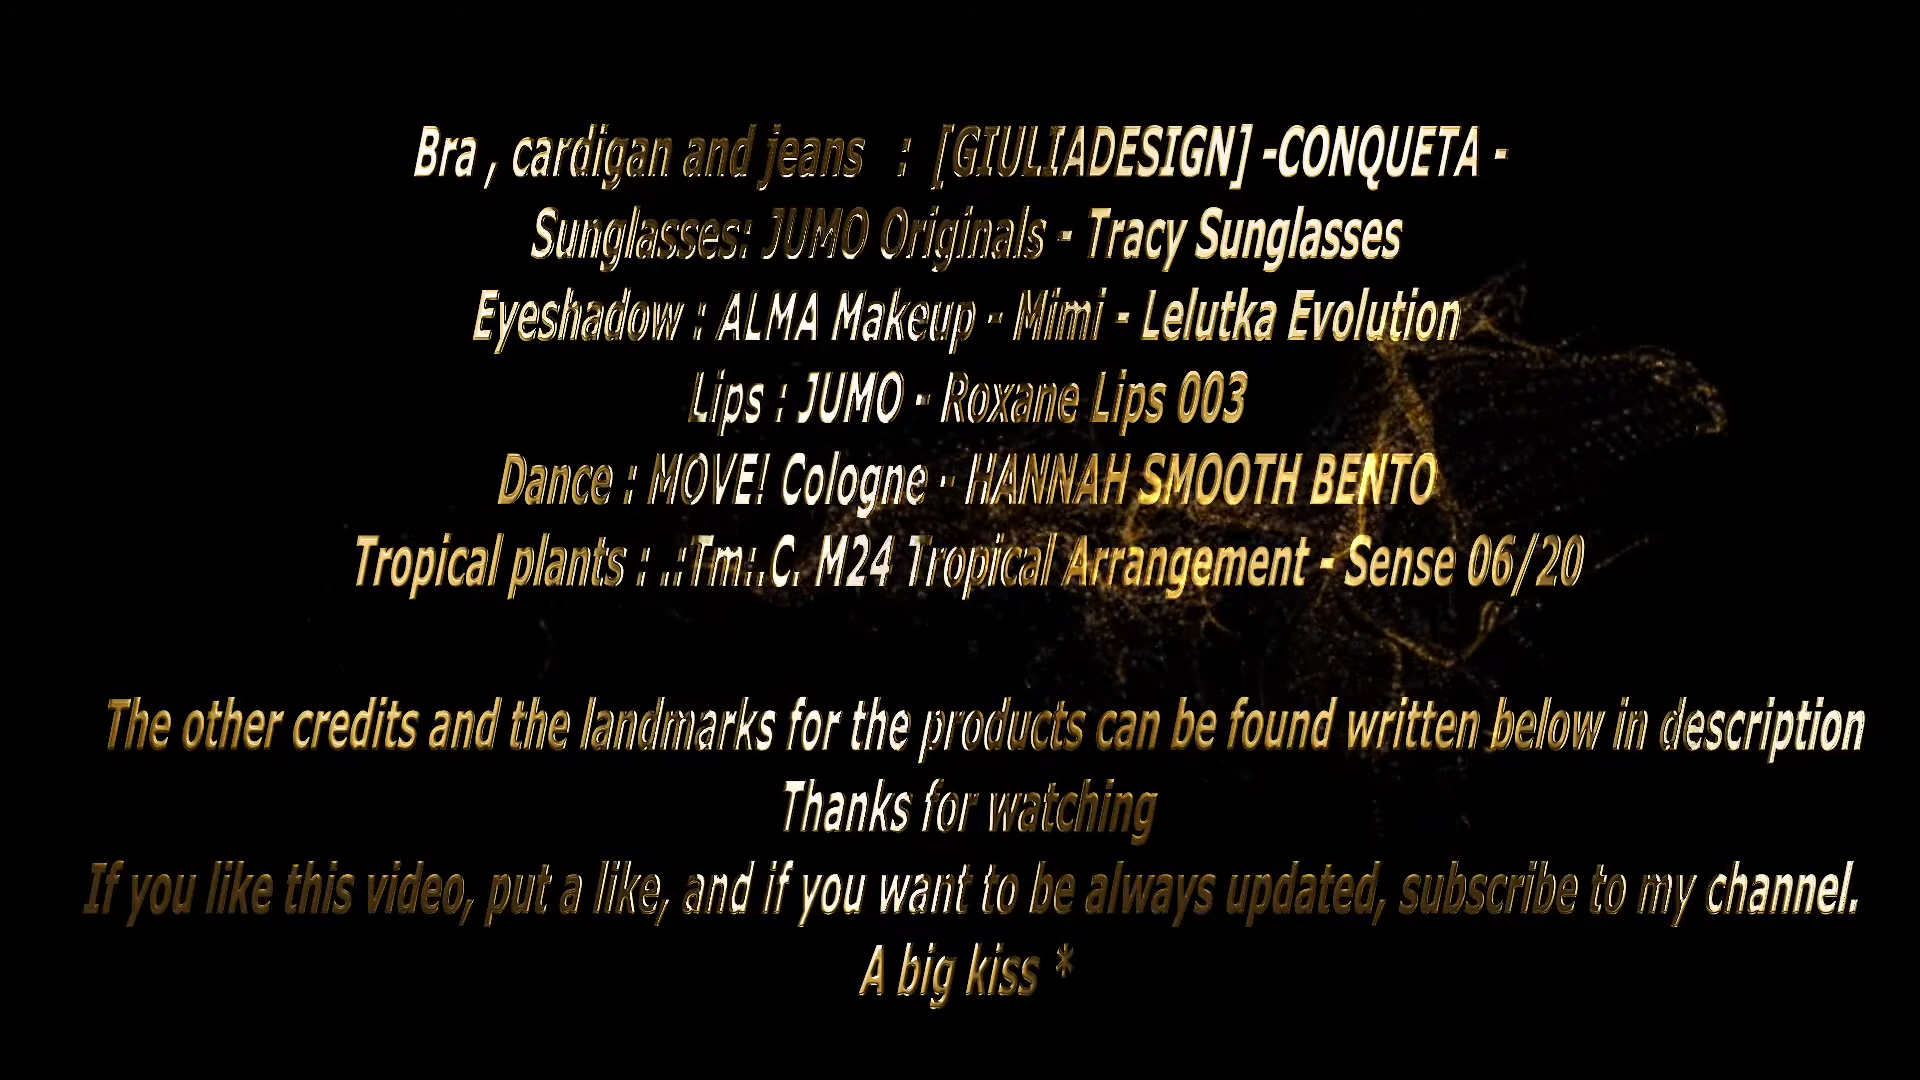 Bra , cardigan and jeans : [GIULIADESIGN] -CONQUETA -
Sunglasses: JUMO Originals - Tracy Sunglasses
Eyeshadow : ALMA Makeup - Mimi - Lelutka Evolution
Lips : JUMO - Roxane Lips 003
Dance : MOVE! Cologne - HANNAH SMOOTH BENTO
Tropical plants : .:Tm:.C. M24 Tropical Arrangement - Sense 06/20
The other credits and the landmarks for the products can be found written below in description
Thanks for watching
If you like this video, put a like, and if you want to be always updated, subscribe to my channel.
A big kiss *